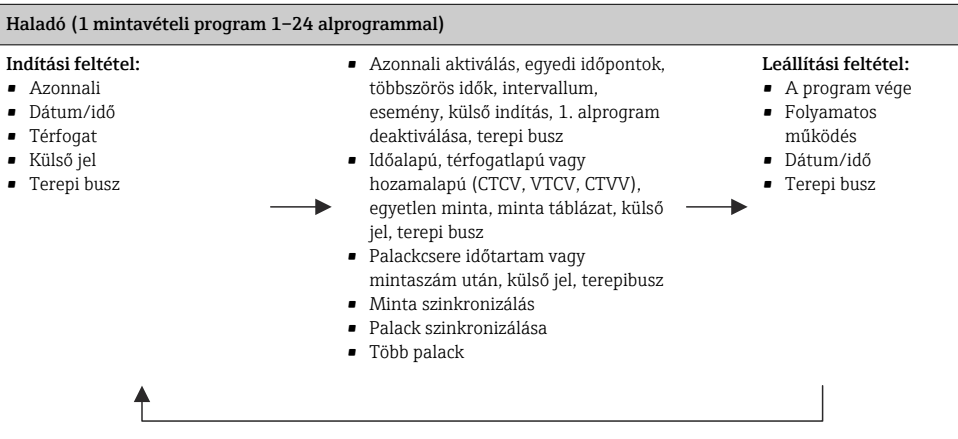 Haladó (1 mintavételi program 1–24 alprogrammal)
Indítási feltétel:
▪ Azonnali
▪ Dátum/idő
▪ Térfogat
▪ Külső jel
▪ Terepi busz
▪ Azonnali aktiválás, egyedi időpontok,
többszörös idők, intervallum,
esemény, külső indítás, 1. alprogram
deaktiválása, terepi busz
▪ Időalapú, térfogatlapú vagy
hozamalapú (CTCV, VTCV, CTVV),
egyetlen minta, minta táblázat, külső
jel, terepi busz
▪ Palackcsere időtartam vagy
mintaszám után, külső jel, terepibusz
▪ Minta szinkronizálás
▪ Palack szinkronizálása
▪ Több palack
Leállítási feltétel:
▪ A program vége
▪ Folyamatos
működés
▪ Dátum/idő
▪ Terepi busz